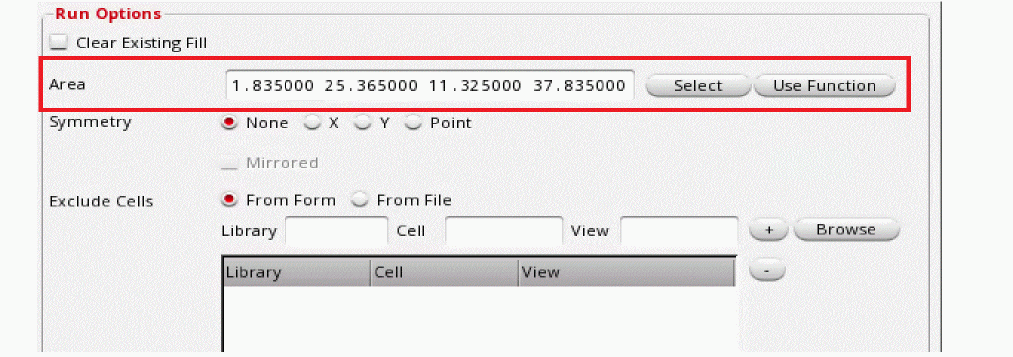 Run Options
Clear Existing Fill
Area 1.835000 25.365000 11.325000 37.835000 Select Use Function
Symmetry None X Y Point
Mirrored
Exclude Cells From Form From File
Library Cell View + Browse
Library Cell View -